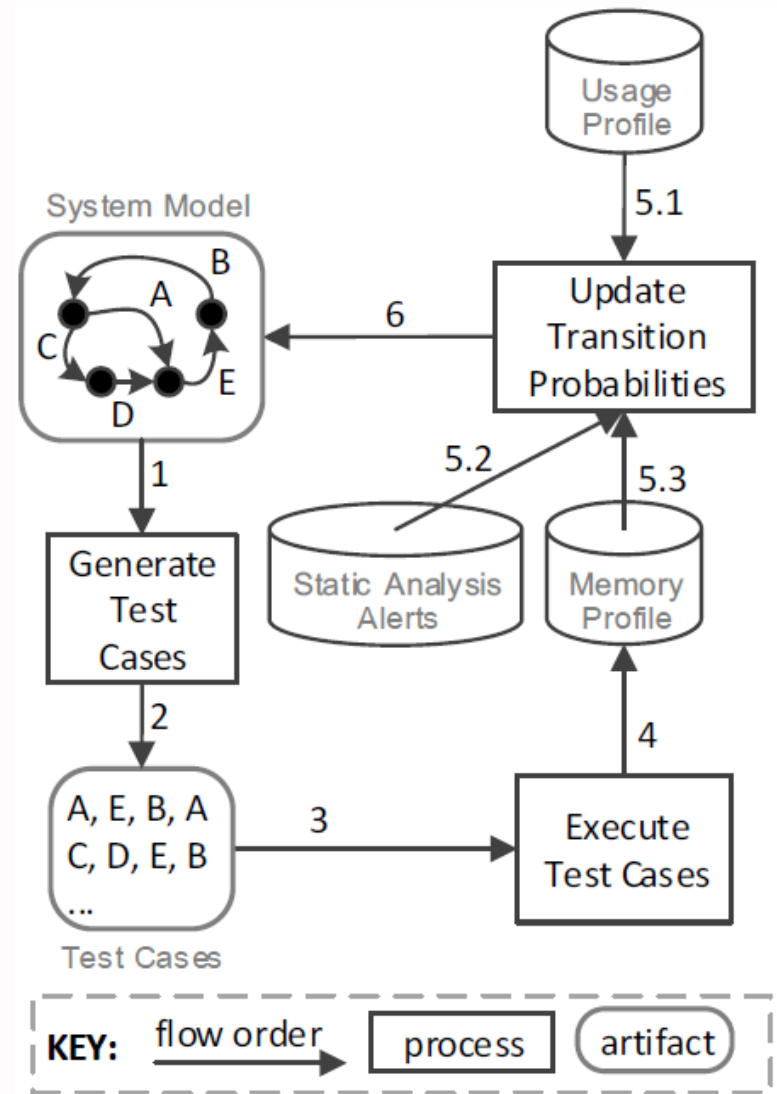 Usage
Profile
5.1
System Model
B
A
C
E
D
6
Update
Transition
Probabilities
1
5.2
5.3
Generate
Test
Cases
Static Analysis
Alerts
Memory
Profile
2
4
A, E, B, A
C, D, E, B
...
3
Execute
Test Cases
Test Cases
KEY:
flow order
process
artifact